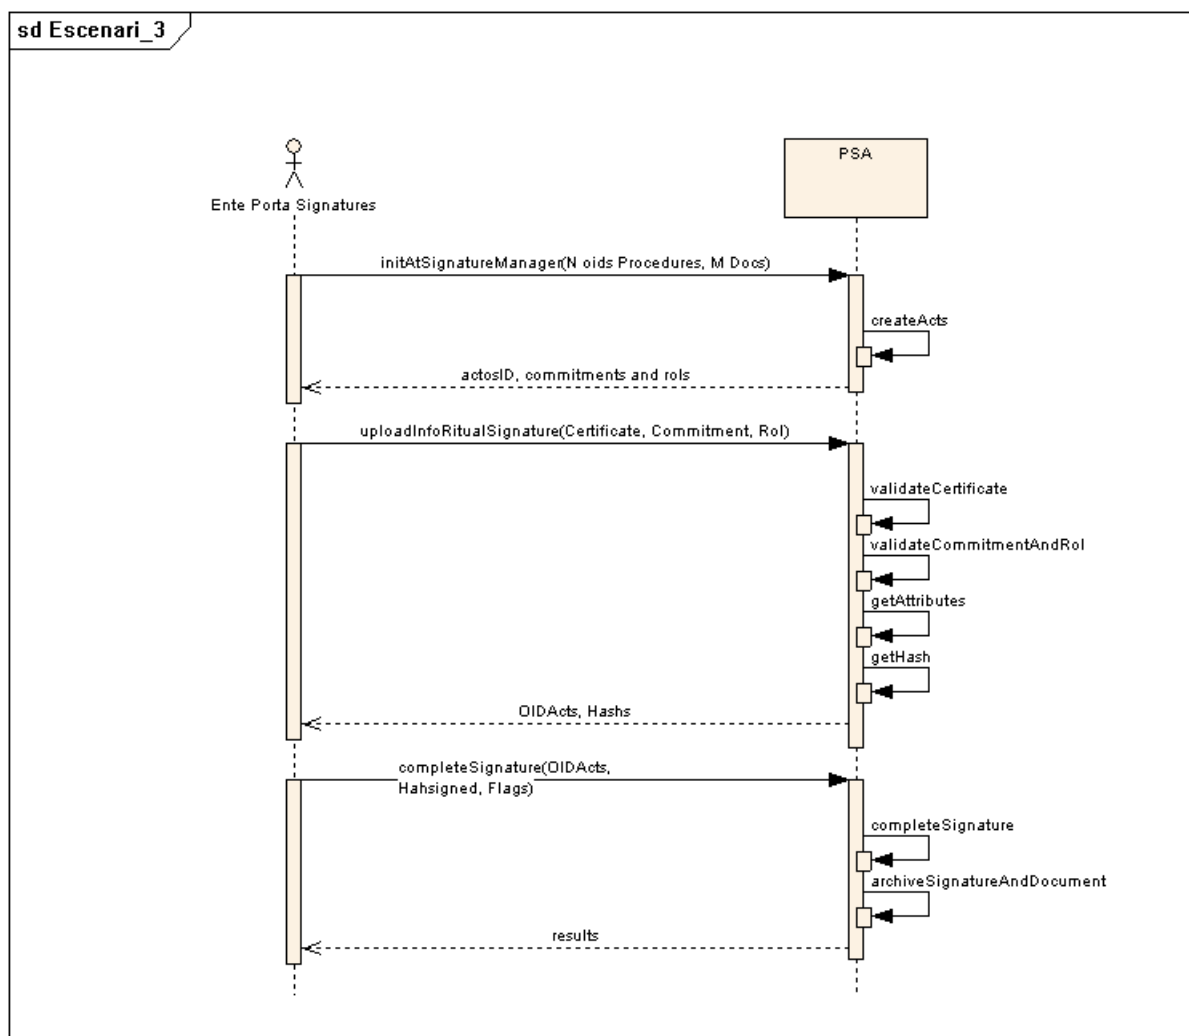 sd Escenari_3
PSA
Ente Porta Signatures
initAtSignatureManager(N oids Procedures, M Docs)
createActs
actosID, commitments and rols
uploadInfoRitualSignature(Certificate, Commitment, Rol)
validateCertificate
validateCommitmentAndRol
getAttributes
getHash
OIDActs, Hashs
completeSignature(OIDActs,
Hahsigned, Flags)
completeSignature
archiveSignatureAndDocument
results